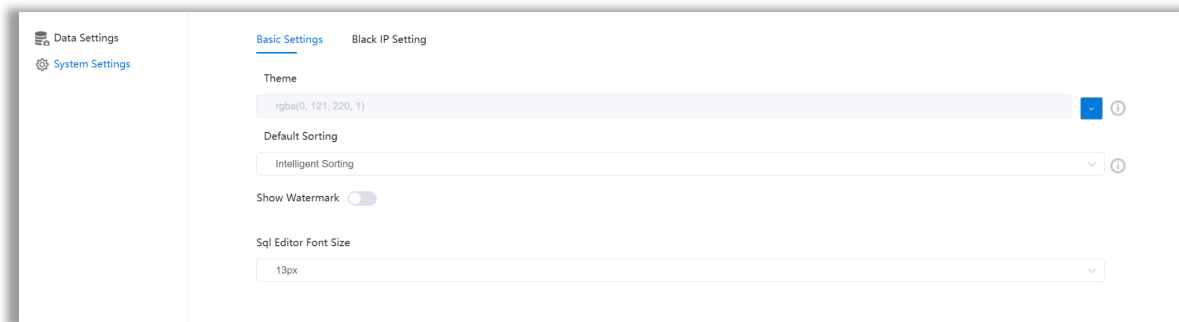 Data Settings
System Settings
Basic Settings
Black IP Setting
Theme
rgba(0, 121, 220, 1)
Default Sorting
Intelligent Sorting
Show Watermark
Sql Editor Font Size
13px